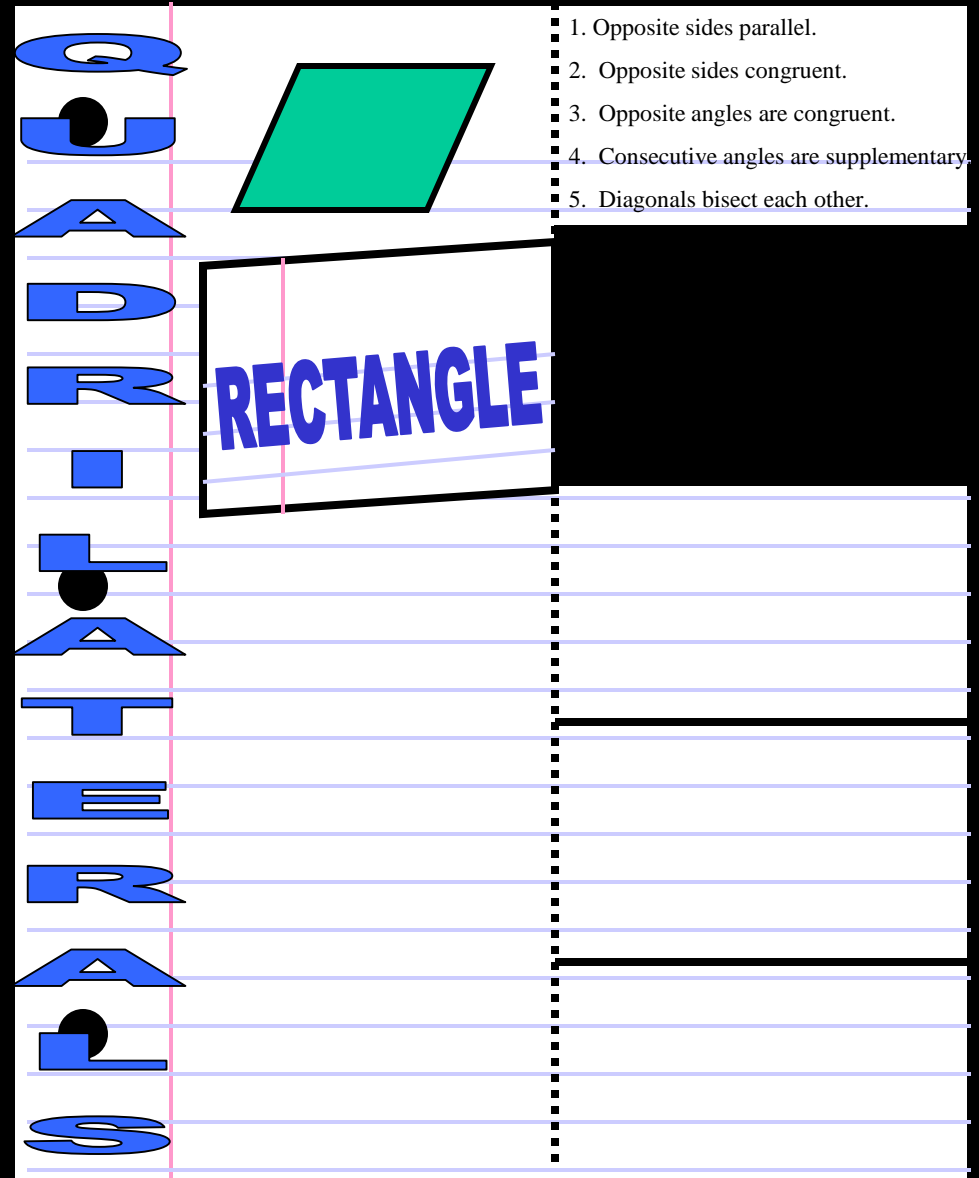 QUADRILATERALS
1. Opposite sides parallel.
2. Opposite sides congruent.
3. Opposite angles are congruent.
4. Consecutive angles are supplementary.
5. Diagonals bisect each other.
RECTANGLE